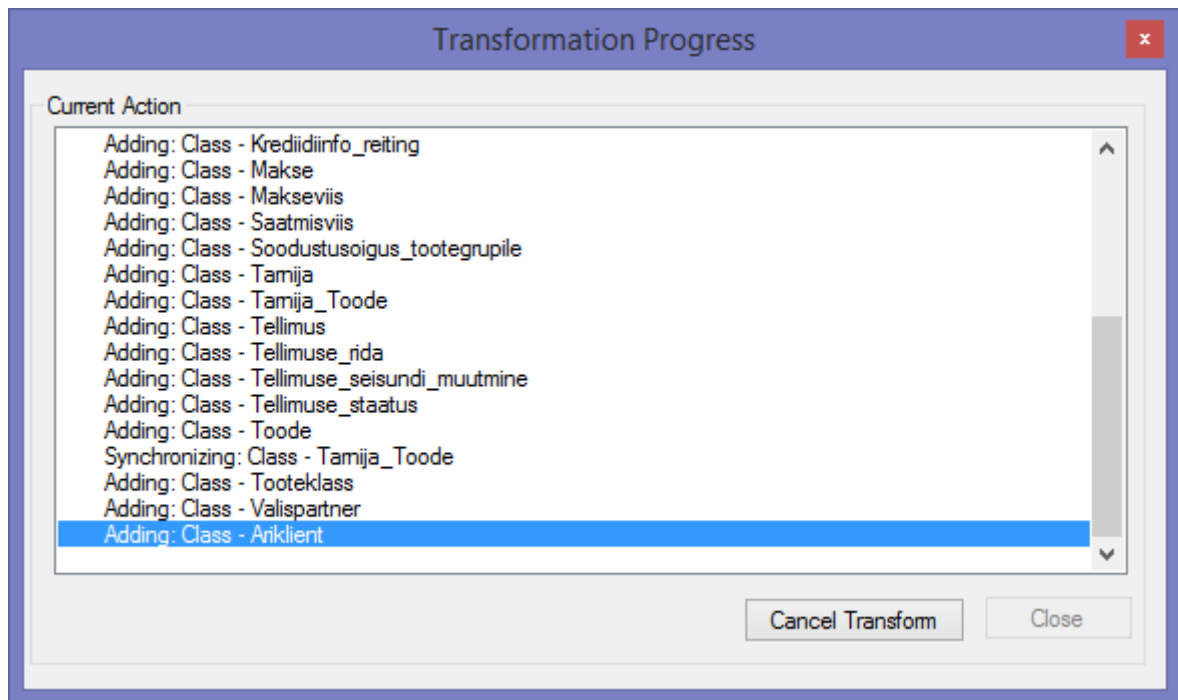 Transformation Progress
x
Current Action
Adding: Class - Krediidiinfo_reiting
Adding: Class - Makse
Adding: Class - Makseviis
Adding: Class - Saatmisviis
Adding: Class - Soodustusoigus_tootegrupile
Adding: Class - Tarnija
Adding: Class - Tarnija_Toode
Adding: Class - Tellimus
Adding: Class - Tellimuse_rida
Adding: Class - Tellimuse_seisundi_muutmine
Adding: Class - Tellimuse_staatus
Adding: Class - Toode
Synchronizing: Class - Tarnija_Toode
Adding: Class - Tooteklass
Adding: Class - Valispartner
Adding: Class - Ariklient
Cancel Transform
Close